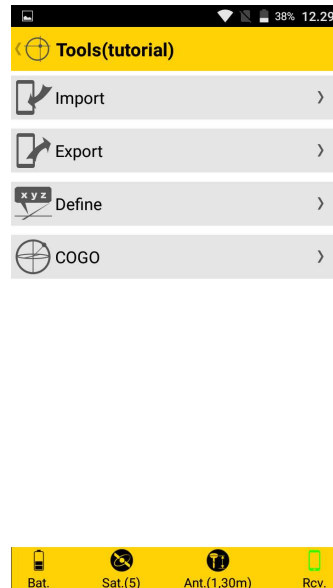 38% 12.29
Tools(tutorial)
Import
Export
x y z
Define
COGO
Bat. Sat.(5) Ant.(1.30m) Rcv.